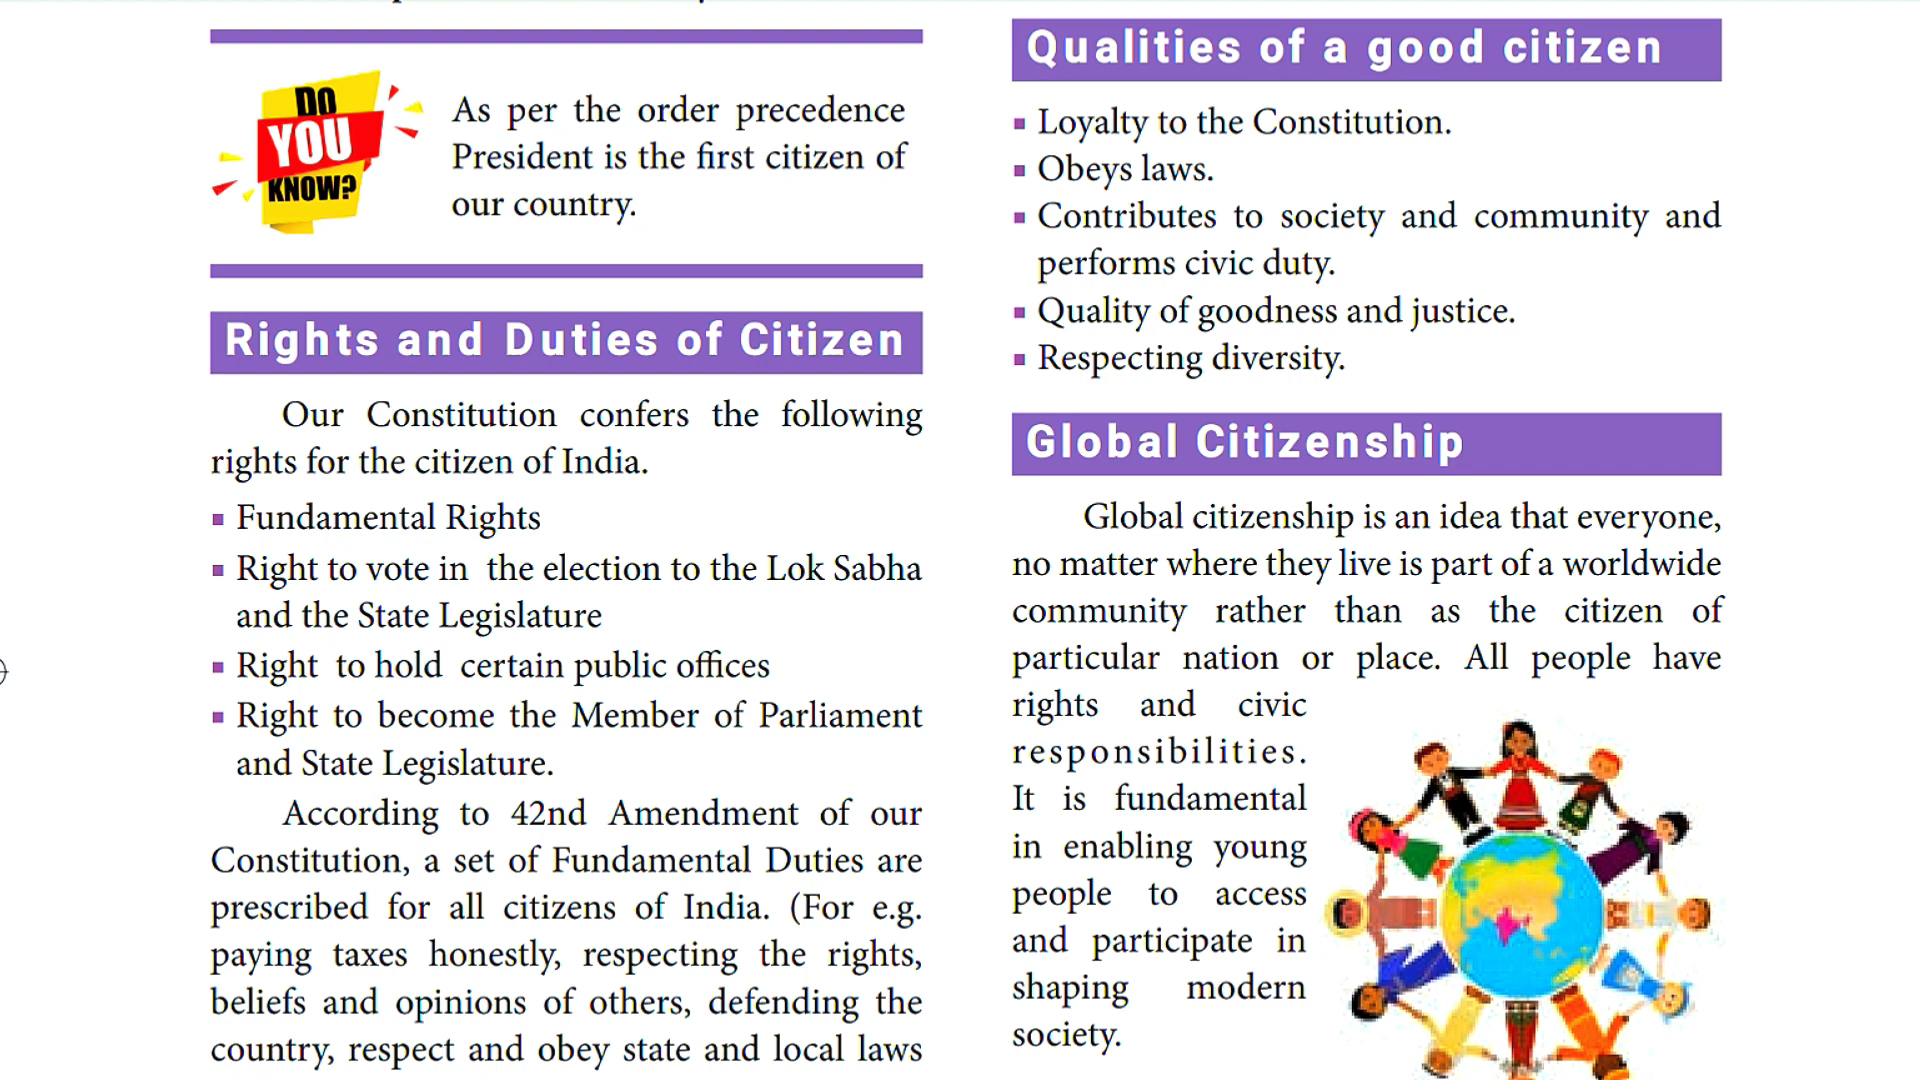 DO
YOU
KNOW?
As per the order precedence
President is the first citizen of
our country.
Rights and Duties of Citizen
Our Constitution confers the following
rights for the citizen of India.
▪ Fundamental Rights
▪ Right to vote in the election to the Lok Sabha
and the State Legislature
▪ Right to hold certain public offices
▪ Right to become the Member of Parliament
and State Legislature.
According to 42nd Amendment of our
Constitution, a set of Fundamental Duties are
prescribed for all citizens of India. (For e.g.
paying taxes honestly, respecting the rights,
beliefs and opinions of others, defending the
country, respect and obey state and local laws
Qualities of a good citizen
▪ Loyalty to the Constitution.
▪ Obeys laws.
▪ Contributes to society and community and
performs civic duty.
▪ Quality of goodness and justice.
▪ Respecting diversity.
Global Citizenship
Global citizenship is an idea that everyone,
no matter where they live is part of a worldwide
community rather than as the citizen of
particular nation or place. All people have
rights and civic
responsibilities.
It is fundamental
in enabling young
people to access
and participate in
shaping modern
society.